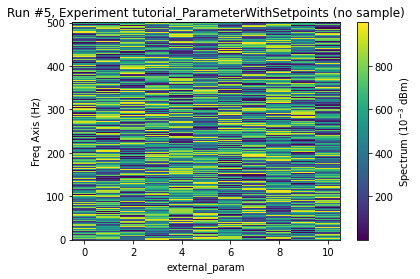 Run #5, Experiment tutorial_ParameterWithSetpoints (no sample)
500
400
300
200
100
0
Freq Axis (Hz)
0 2 4 6 8 10
external_param
800
600
400
200
Spectrum (10⁻³ dBm)